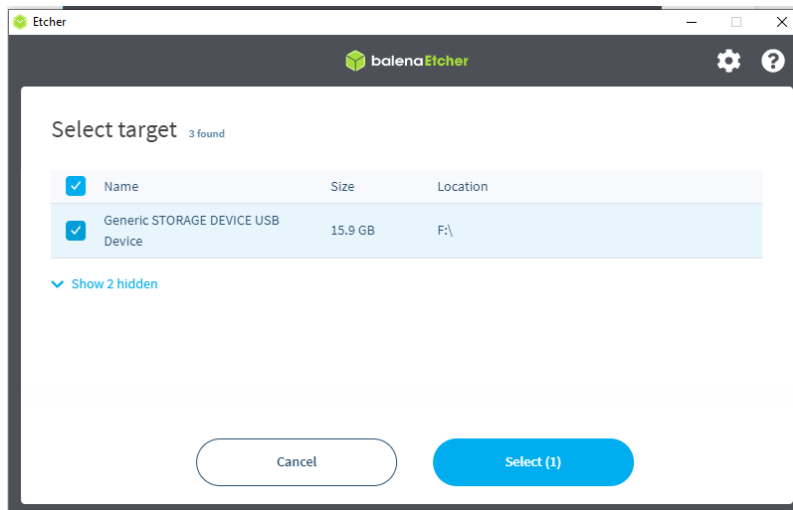 Etcher
balenaEtcher
Select target 3 found
Name Size Location
Generic STORAGE DEVICE USB
Device
15.9 GB F:\
Show 2 hidden
Cancel Select (1)